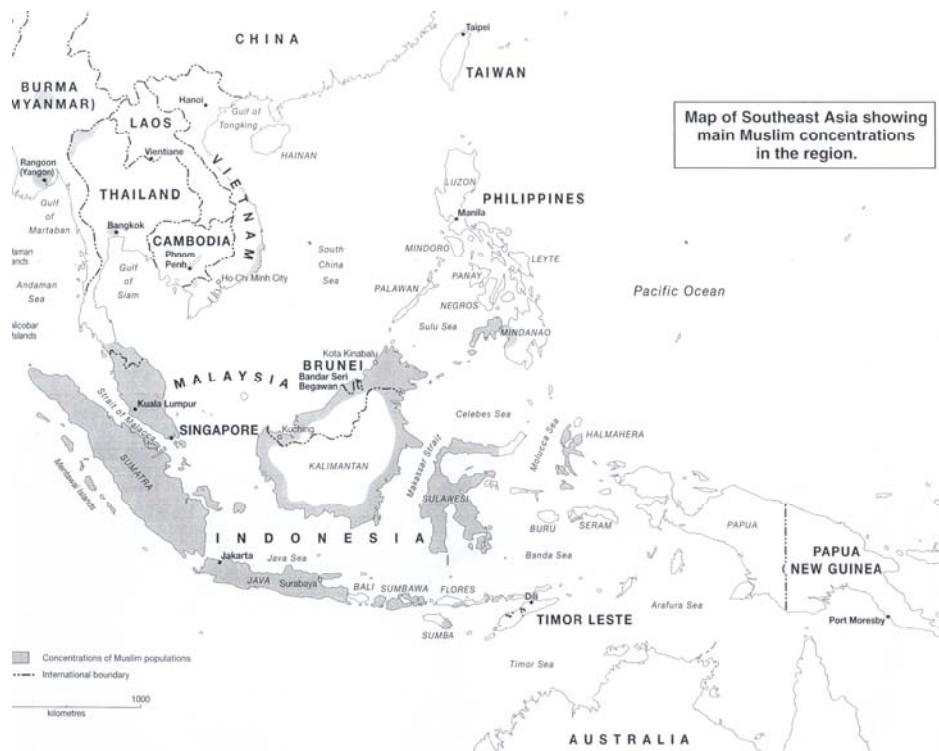 CHINA
Taipei
TAIWAN
BURMA
(MYANMAR)
Hanoi
LAOS
Gulf of
Tongking
HAINAN
Map of Southeast Asia showing
main Muslim concentrations
in the region.
Vientiane
VIETNAM
Rangoon
(Yangon)
THAILAND
LUZON
PHILIPPINES
Gulf
of
Martaban
Bangkok
Manila
CAMBODIA
Phnom
Penh
MINDORO
South
China
Sea
LEYTE
Andaman
Sea
Gulf
of
Siam
Ho Chi Minh City
PANAY
PALAWAN
Pacific Ocean
NEGROS
Sulu Sea
MINDANAO
Kota Kinabalu
BRUNEI
Bandar Seri
Begawan
MALAYSIA
Kuala Lumpur
Strait of Malacca
SINGAPORE
Kuching
Celebes Sea
Molucca Sea
HALMAHERA
Makassar Strait
SUMATRA
KALIMANTAN
Mentawai Islands
SULAWESI
BURU
SERAM
PAPUA
INDONESIA
PAPUA
NEW GUINEA
Jakarta
Java Sea
Banda Sea
JAVA
Surabaya
BALI
SUMBAWA
FLORES
Dili
Arafura Sea
SUMBA
TIMOR LESTE
Port Moresby
Concentrations of Muslim populations
International boundary
Timor Sea
1000
kilometres
AUSTRALIA